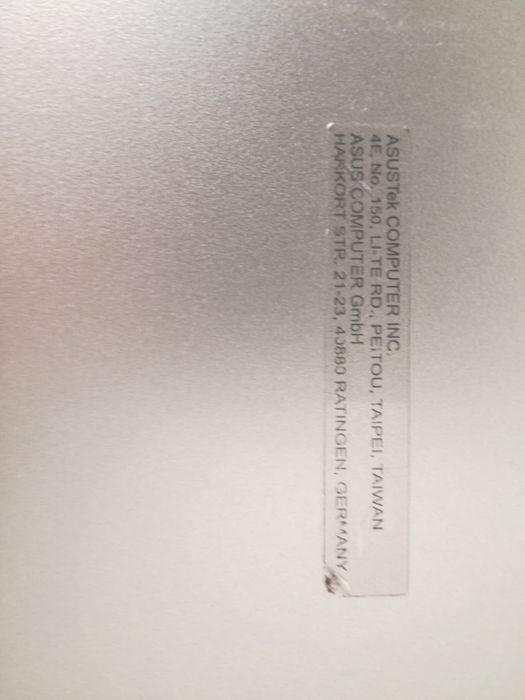 ASUSTek COMPUTER INC.
4F, No. 150, LI-TE RD., PEITOU, TAIPEI, TAIWAN
ASUS COMPUTER GmbH
HARKORT STR. 21-23, 40880 RATINGEN, GERMANY